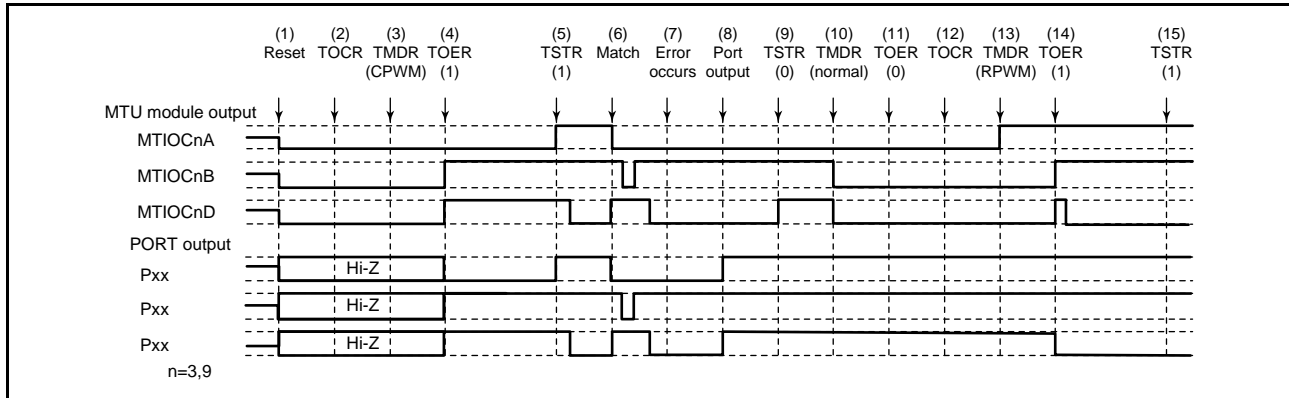 (1) (2) (3) (4) (5) (6) (7) (8) (9) (10) (11) (12) (13) (14) (15)
Reset TOCR TMDR TOER TSTR Match Error Port TSTR TMDR TOER TOCR TMDR TOER TSTR
(CPWM) (1) (1) occurs output (0) (normal) (0) (RPWM) (1) (1)
MTU module output
MTIOCnA
MTIOCnB
MTIOCnD
PORT output
Pxx Hi-Z
Pxx Hi-Z
Pxx Hi-Z
n=3,9